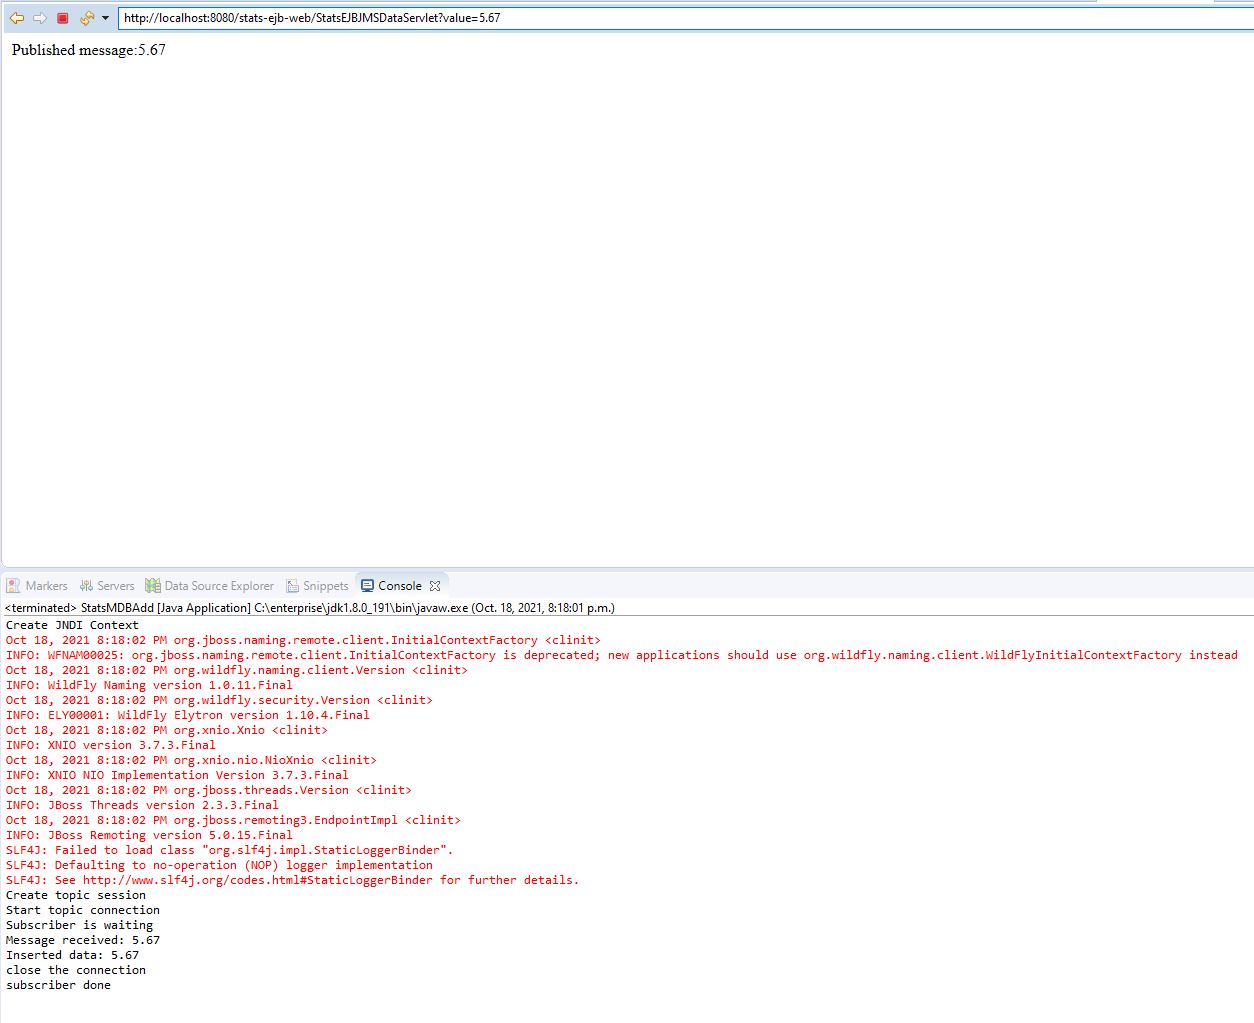 http://localhost:8080/stats-ejb-web/StatsEJBJMSDataServlet?value=5.67
Published message:5.67
Markers Servers Data Source Explorer Snippets Console
<terminated> StatsMDBAdd [Java Application] C:\enterprise\jdk1.8.0_191\bin\javaw.exe (Oct. 18, 2021, 8:18:01 p.m.)
Create JNDI Context
Oct 18, 2021 8:18:02 PM org.jboss.naming.remote.client.InitialContextFactory <clinit>
INFO: WFNAM00025: org.jboss.naming.remote.client.InitialContextFactory is deprecated; new applications should use org.wildfly.naming.client.WildFlyInitialContextFactory instead
Oct 18, 2021 8:18:02 PM org.wildfly.naming.client.Version <clinit>
INFO: WildFly Naming version 1.0.11.Final
Oct 18, 2021 8:18:02 PM org.wildfly.security.Version <clinit>
INFO: ELY00001: WildFly Elytron version 1.10.4.Final
Oct 18, 2021 8:18:02 PM org.xnio.Xnio <clinit>
INFO: XNIO version 3.7.3.Final
Oct 18, 2021 8:18:02 PM org.xnio.nio.NioXnio <clinit>
INFO: XNIO NIO Implementation Version 3.7.3.Final
Oct 18, 2021 8:18:02 PM org.jboss.threads.Version <clinit>
INFO: JBoss Threads version 2.3.3.Final
Oct 18, 2021 8:18:02 PM org.jboss.remoting3.EndpointImpl <clinit>
INFO: JBoss Remoting version 5.0.15.Final
SLF4J: Failed to load class "org.slf4j.impl.StaticLoggerBinder".
SLF4J: Defaulting to no-operation (NOP) logger implementation
SLF4J: See http://www.slf4j.org/codes.html#StaticLoggerBinder for further details.
Create topic session
Start topic connection
Subscriber is waiting
Message received: 5.67
Inserted data: 5.67
close the connection
subscriber done